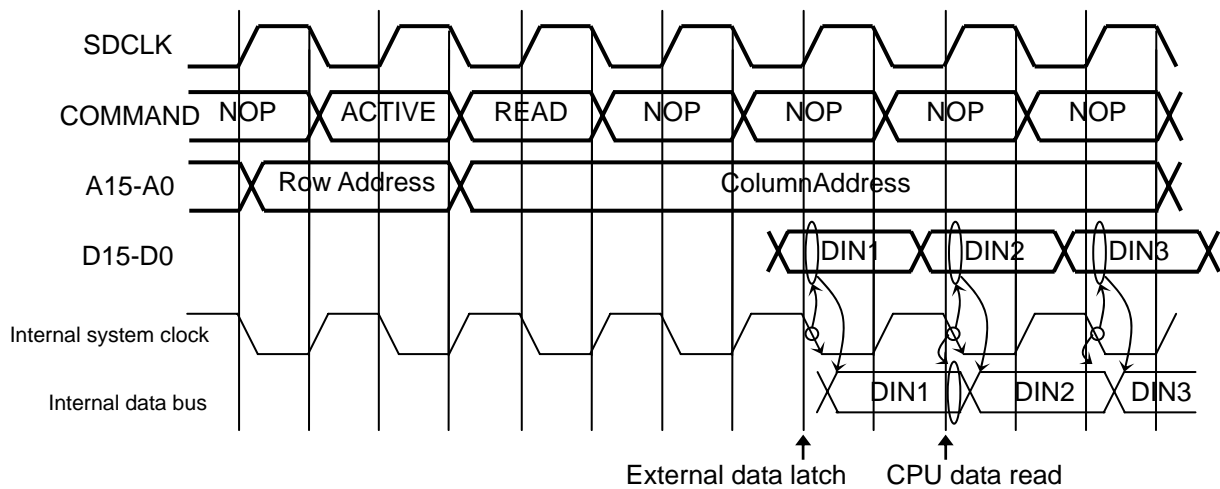 SDCLK
COMMAND NOP ACTIVE READ NOP NOP NOP NOP
A15-A0 Row Address ColumnAddress
D15-D0 DIN1 DIN2 DIN3
Internal system clock
Internal data bus DIN1 DIN2 DIN3
External data latch CPU data read